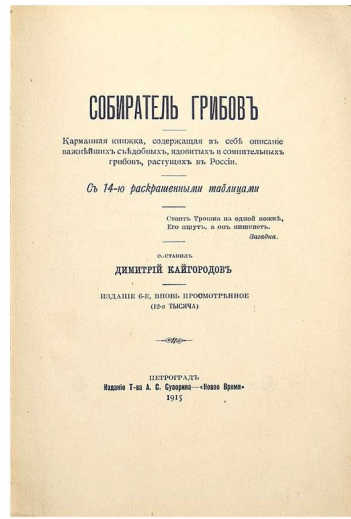 СОБИРАТЕЛЬ ГРИБОВЪ
Карманная книжка, содержащая въ себѣ описаніе
важнѣйшихъ съѣдобныхъ, ядовитыхъ и сомнительныхъ
грибовъ, растущихъ въ Россіи.
Съ 14-ю раскрашенными таблицами
Стоитъ Трошка на одной ножкѣ,
Его ищутъ, а онъ нишкнетъ.
Загадка.
СОСТАВИЛЪ
ДИМИТРІЙ КАЙГОРОДОВЪ
ИЗДАНІЕ 6-Е, ВНОВЬ ПРОСМОТРѢННОЕ
(12-я ТЫСЯЧА)
ПЕТРОГРАДЪ
Изданіе Т-ва А. С. Суворина—«Новое Время»
1915